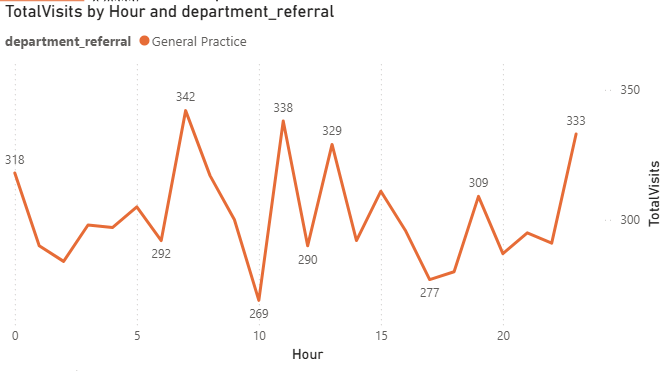 TotalVisits by Hour and department_referral
department_referral General Practice
350
342
338
333
329
318
309
300
292
290
277
269
TotalVisits
0 5 10 15 20
Hour